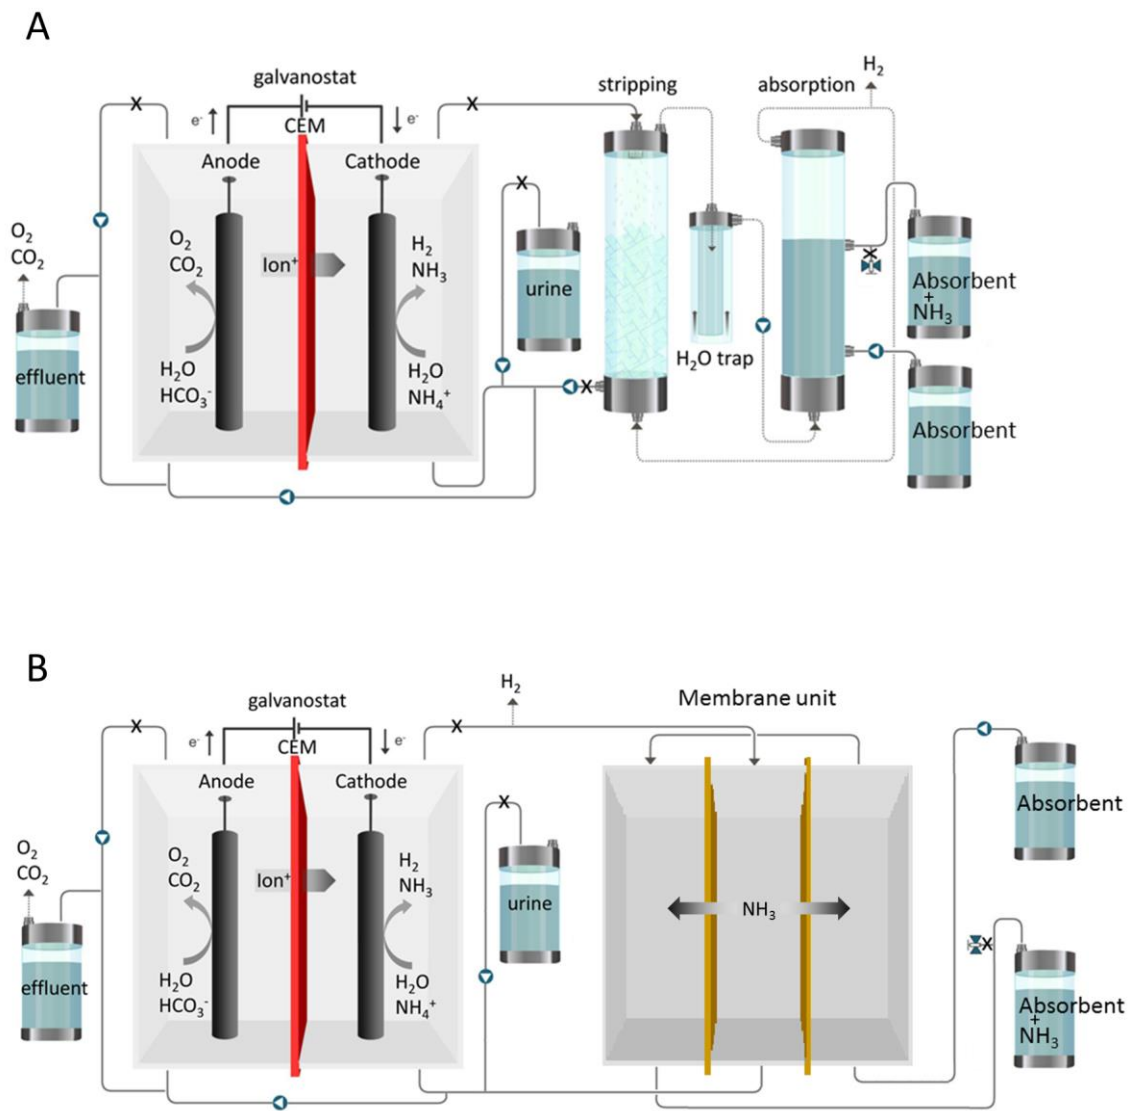 A
galvanostat
CEM
e-
e-
Anode
Cathode
stripping
absorption
H2
X
X
X
X
X
O2
CO2
effluent
O2
CO2
Ion+
H2
NH3
H2O
HCO3-
H2O
NH4+
urine
H2O trap
Absorbent
+
NH3
Absorbent
B
galvanostat
CEM
e-
e-
Anode
Cathode
H2
Membrane unit
X
X
X
X
O2
CO2
effluent
O2
CO2
Ion+
H2
NH3
H2O
HCO3-
H2O
NH4+
urine
NH3
Absorbent
Absorbent
+
NH3